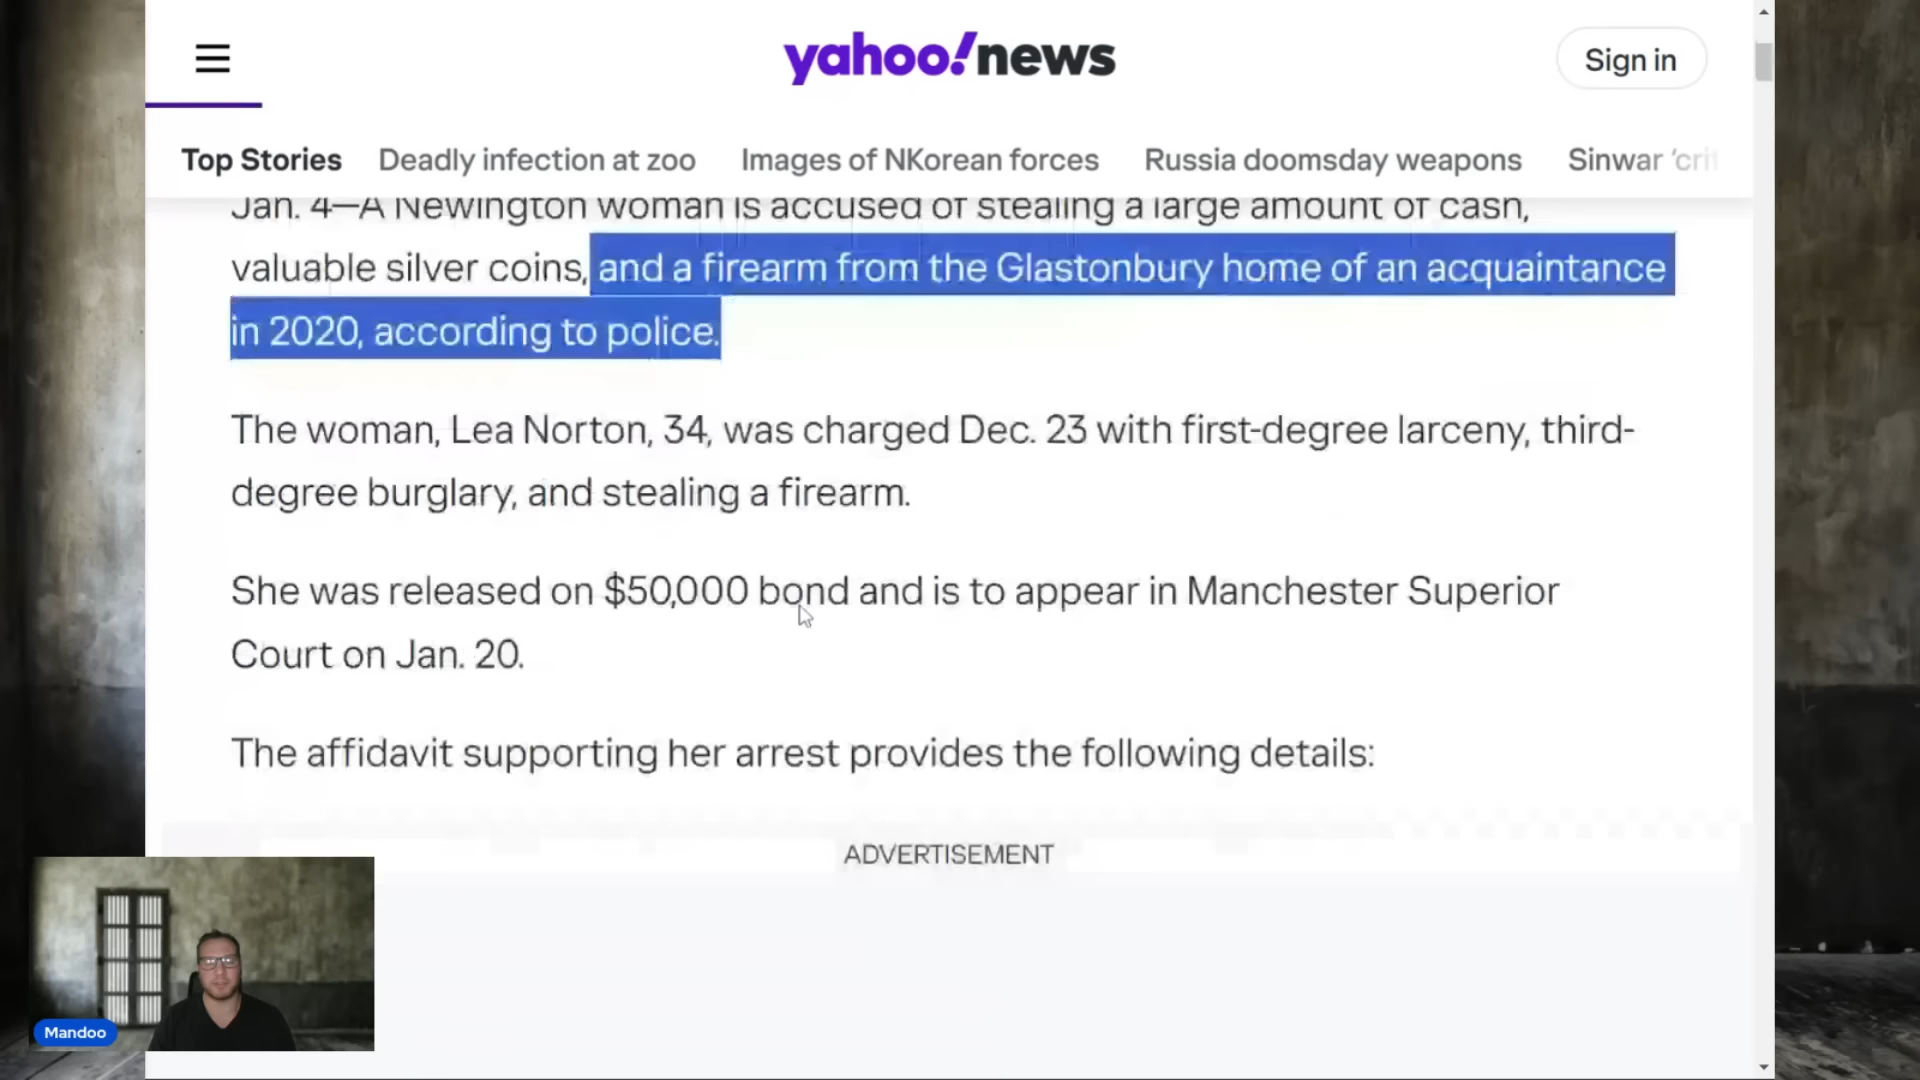 yahoo!news
Sign in
Top Stories Deadly infection at zoo Images of NKorean forces Russia doomsday weapons Sinwar 'crit
Jan. 4—A Newington woman is accused of stealing a large amount of cash,
valuable silver coins, and a firearm from the Glastonbury home of an acquaintance
in 2020, according to police.
The woman, Lea Norton, 34, was charged Dec. 23 with first-degree larceny, third-
degree burglary, and stealing a firearm.
She was released on $50,000 bond and is to appear in Manchester Superior
Court on Jan. 20.
The affidavit supporting her arrest provides the following details:
ADVERTISEMENT
Mandoo